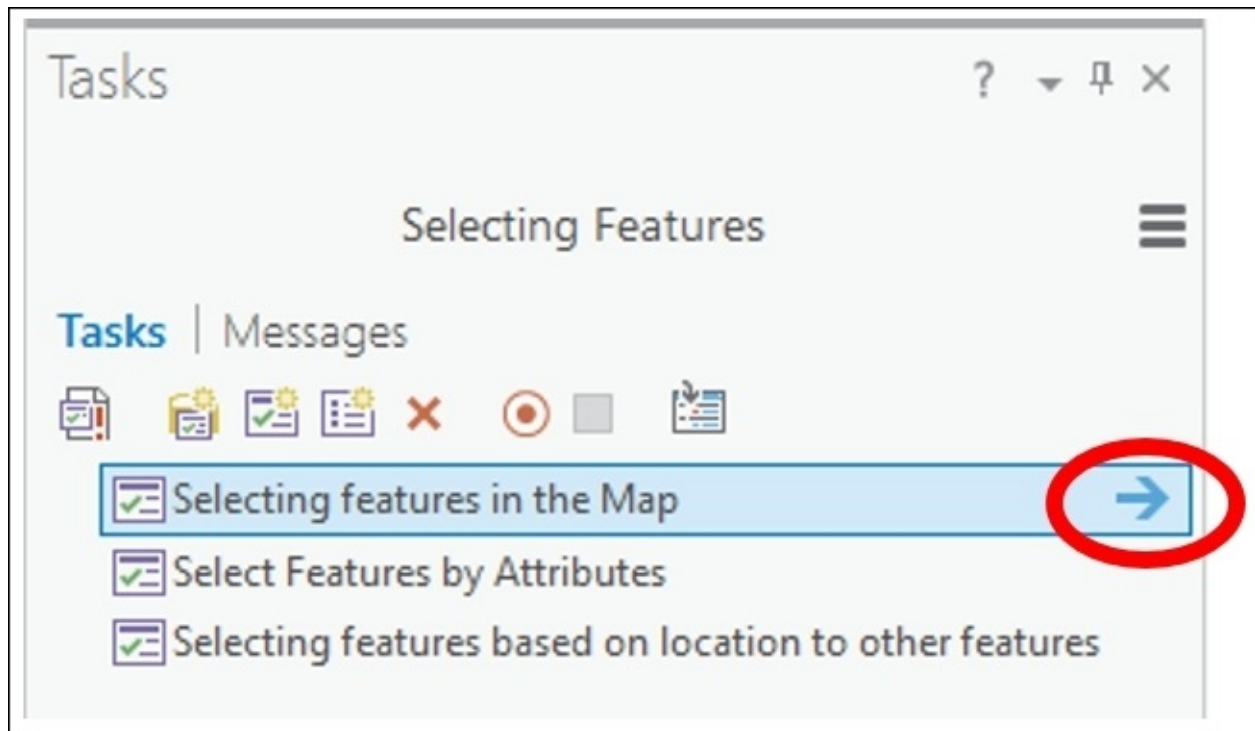 Tasks
Selecting Features
Tasks | Messages
Selecting features in the Map
Select Features by Attributes
Selecting features based on location to other features